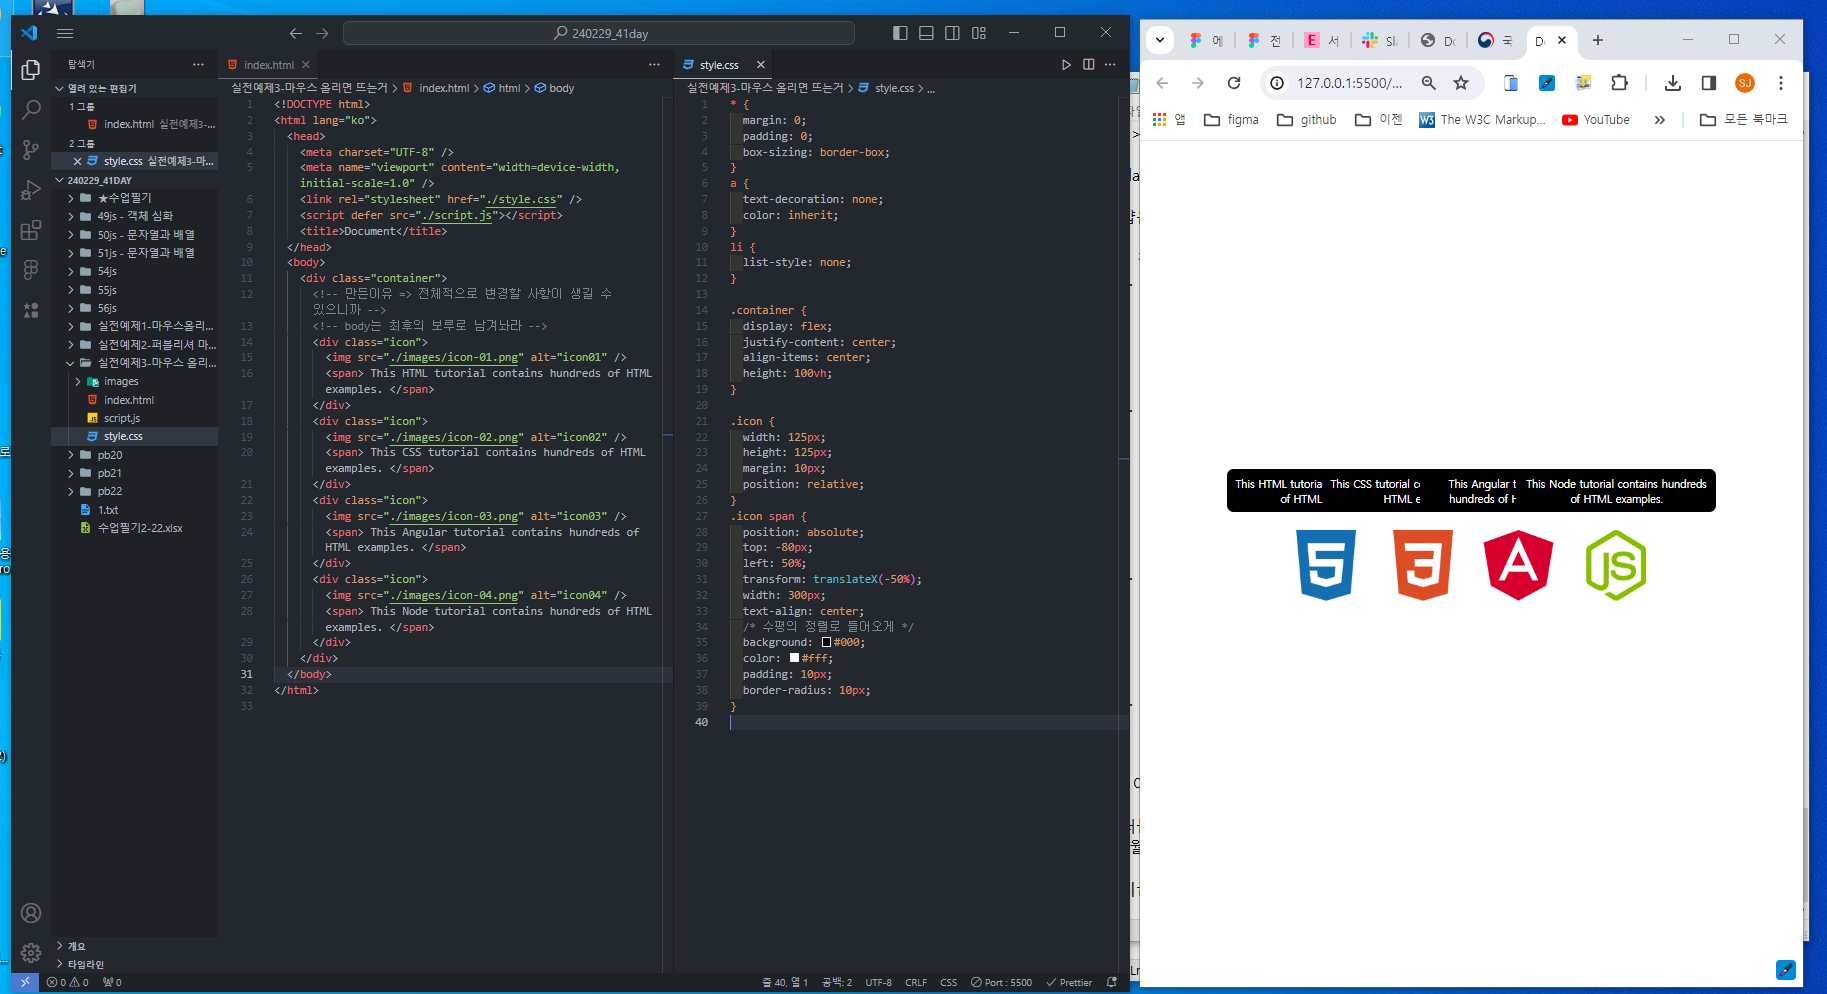 240229_41day
탐색기
열려 있는 편집기
1 그룹
index.html 실전예제3-...
2 그룹
style.css 실전예제3-마...
240229_41DAY
★수업필기
49js - 객체 심화
50js - 문자열과 배열
51js - 문자열과 배열
54js
55js
56js
실전예제1-마우스올리...
실전예제2-퍼블리셔 마...
실전예제3-마우스 올리...
images
index.html
script.js
style.css
pb20
pb21
pb22
1.txt
수업필기2-22.xlsx
개요
타임라인
index.html
실전예제3-마우스 올리면 뜨는거 > index.html > html > body
1 <!DOCTYPE html>
2 <html lang="ko">
3 <head>
4 <meta charset="UTF-8" />
5 <meta name="viewport" content="width=device-width,
initial-scale=1.0" />
6 <link rel="stylesheet" href="./style.css" />
7 <script defer src="./script.js"></script>
8 <title>Document</title>
9 </head>
10 <body>
11 <div class="container">
12 <!-- 만든이유 => 전체적으로 변경할 사항이 생길 수
있으니까 -->
13 <!-- body는 최후의 보루로 남겨놔라 -->
14 <div class="icon">
15 <img src="./images/icon-01.png" alt="icon01" />
16 <span> This HTML tutorial contains hundreds of HTML
examples. </span>
17 </div>
18 <div class="icon">
19 <img src="./images/icon-02.png" alt="icon02" />
20 <span> This CSS tutorial contains hundreds of HTML
examples. </span>
21 </div>
22 <div class="icon">
23 <img src="./images/icon-03.png" alt="icon03" />
24 <span> This Angular tutorial contains hundreds of
HTML examples. </span>
25 </div>
26 <div class="icon">
27 <img src="./images/icon-04.png" alt="icon04" />
28 <span> This Node tutorial contains hundreds of HTML
examples. </span>
29 </div>
30 </div>
31 </body>
32 </html>
33
style.css
실전예제3-마우스 올리면 뜨는거 > style.css > ...
1 * {
2 margin: 0;
3 padding: 0;
4 box-sizing: border-box;
5 }
6 a {
7 text-decoration: none;
8 color: inherit;
9 }
10 li {
11 list-style: none;
12 }
13
14 .container {
15 display: flex;
16 justify-content: center;
17 align-items: center;
18 height: 100vh;
19 }
20
21 .icon {
22 width: 125px;
23 height: 125px;
24 margin: 10px;
25 position: relative;
26 }
27 .icon span {
28 position: absolute;
29 top: -80px;
30 left: 50%;
31 transform: translateX(-50%);
32 width: 300px;
33 text-align: center;
34 /* 수평의 정렬로 들어오게 */
35 background: #000;
36 color: #fff;
37 padding: 10px;
38 border-radius: 10px;
39 }
40
0 0 0
줄 40, 열 1 공백: 2 UTF-8 CRLF CSS Port : 5500 Prettier
에 전 서 Sl Do 국 D
127.0.0.1:5500/...
SJ
앱 figma github 이젠 The W3C Markup... YouTube » 모든 북마크
This HTML tutoria This CSS tutorial c This Angular t This Node tutorial contains hundreds
of HTML HTML e hundreds of H of HTML examples.
5 3 A JS